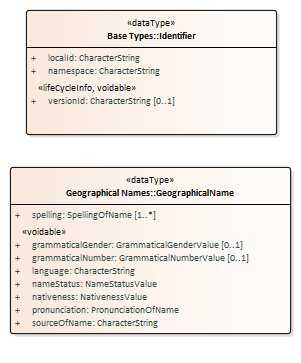 «dataType»
Base Types::Identifier
+ localId: CharacterString
+ namespace: CharacterString
«lifeCycleInfo, voidable»
+ versionId: CharacterString [0..1]
«dataType»
Geographical Names::GeographicalName
+ spelling: SpellingOfName [1..*]
«voidable»
+ grammaticalGender: GrammaticalGenderValue [0..1]
+ grammaticalNumber: GrammaticalNumberValue [0..1]
+ language: CharacterString
+ nameStatus: NameStatusValue
+ nativeness: NativenessValue
+ pronunciation: PronunciationOfName
+ sourceOfName: CharacterString